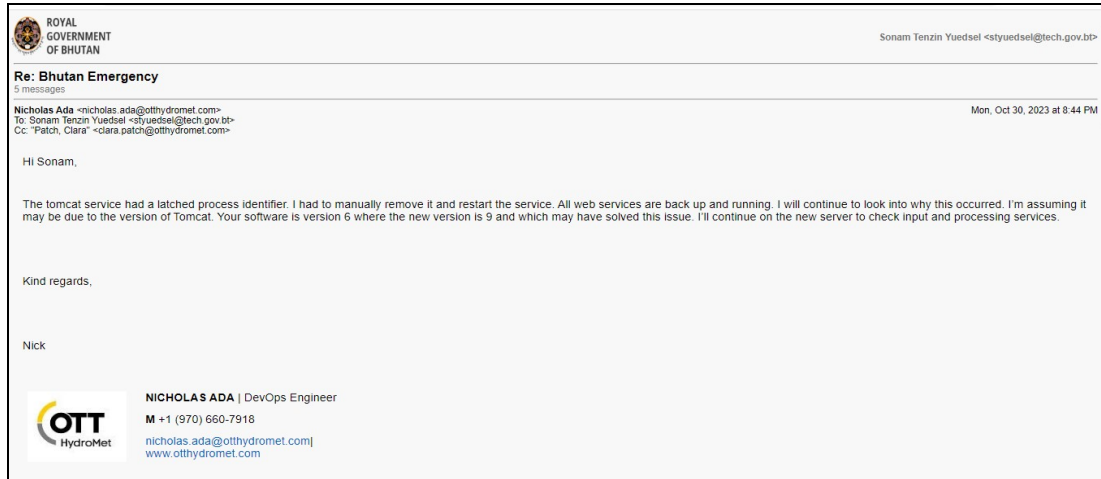 ROYAL
GOVERNMENT
OF BHUTAN
Sonam Tenzin Yuedsel <styuedsel@tech.gov.bt>
Re: Bhutan Emergency
5 messages
Nicholas Ada <nicholas.ada@otthydromet.com>
Mon, Oct 30, 2023 at 8:44 PM
To: Sonam Tenzin Yuedsel <styuedsel@tech.gov.bt>
Cc: "Patch, Clara" <clara.patch@otthydromet.com>
Hi Sonam,
The tomcat service had a latched process identifier. I had to manually remove it and restart the service. All web services are back up and running. I will continue to look into why this occurred. I'm assuming it
may be due to the version of Tomcat. Your software is version 6 where the new version is 9 and which may have solved this issue. I'll continue on the new server to check input and processing services.
Kind regards,
Nick
OTT
HydroMet
NICHOLAS ADA | DevOps Engineer
M +1 (970) 660-7918
nicholas.ada@otthydromet.com|
www.otthydromet.com